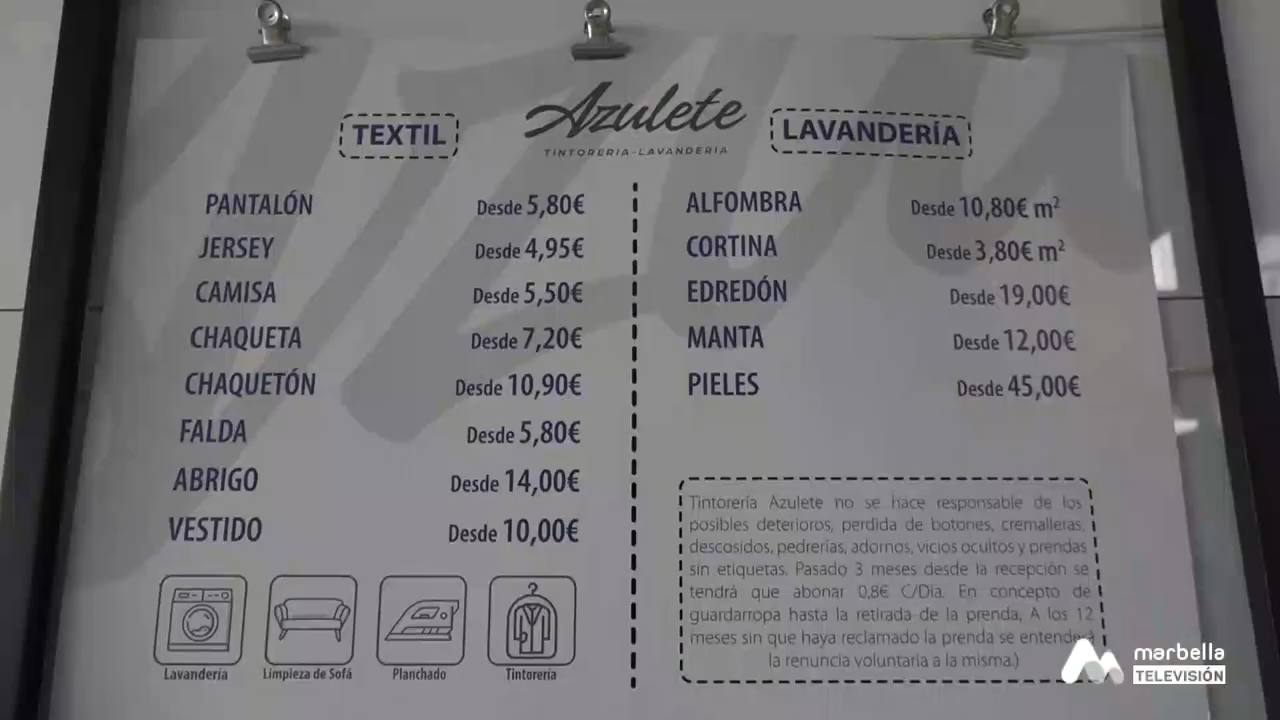 Azulete
TINTORERIA-LAVANDERIA
TEXTIL
PANTALÓN Desde 5,80€
JERSEY Desde 4,95€
CAMISA Desde 5,50€
CHAQUETA Desde 7,20€
CHAQUETÓN Desde 10,90€
FALDA Desde 5,80€
ABRIGO Desde 14,00€
VESTIDO Desde 10,00€
Lavandería
Limpieza de Sofá
Planchado
Tintorería
LAVANDERÍA
ALFOMBRA Desde 10,80€ m²
CORTINA Desde 3,80€ m²
EDREDÓN Desde 19,00€
MANTA Desde 12,00€
PIELES Desde 45,00€
Tintorería Azulete no se hace responsable de los
posibles deterioros, perdida de botones, cremalleras,
descosidos, pedrerías, adornos, vicios ocultos y prendas
sin etiquetas. Pasado 3 meses desde la recepción se
tendrá que abonar 0,8€ C/Día. En concepto de
guardarropa hasta la retirada de la prenda, A los 12
meses sin que haya reclamado la prenda se entenderá
la renuncia voluntaria a la misma.)
marbella
TELEVISIÓN